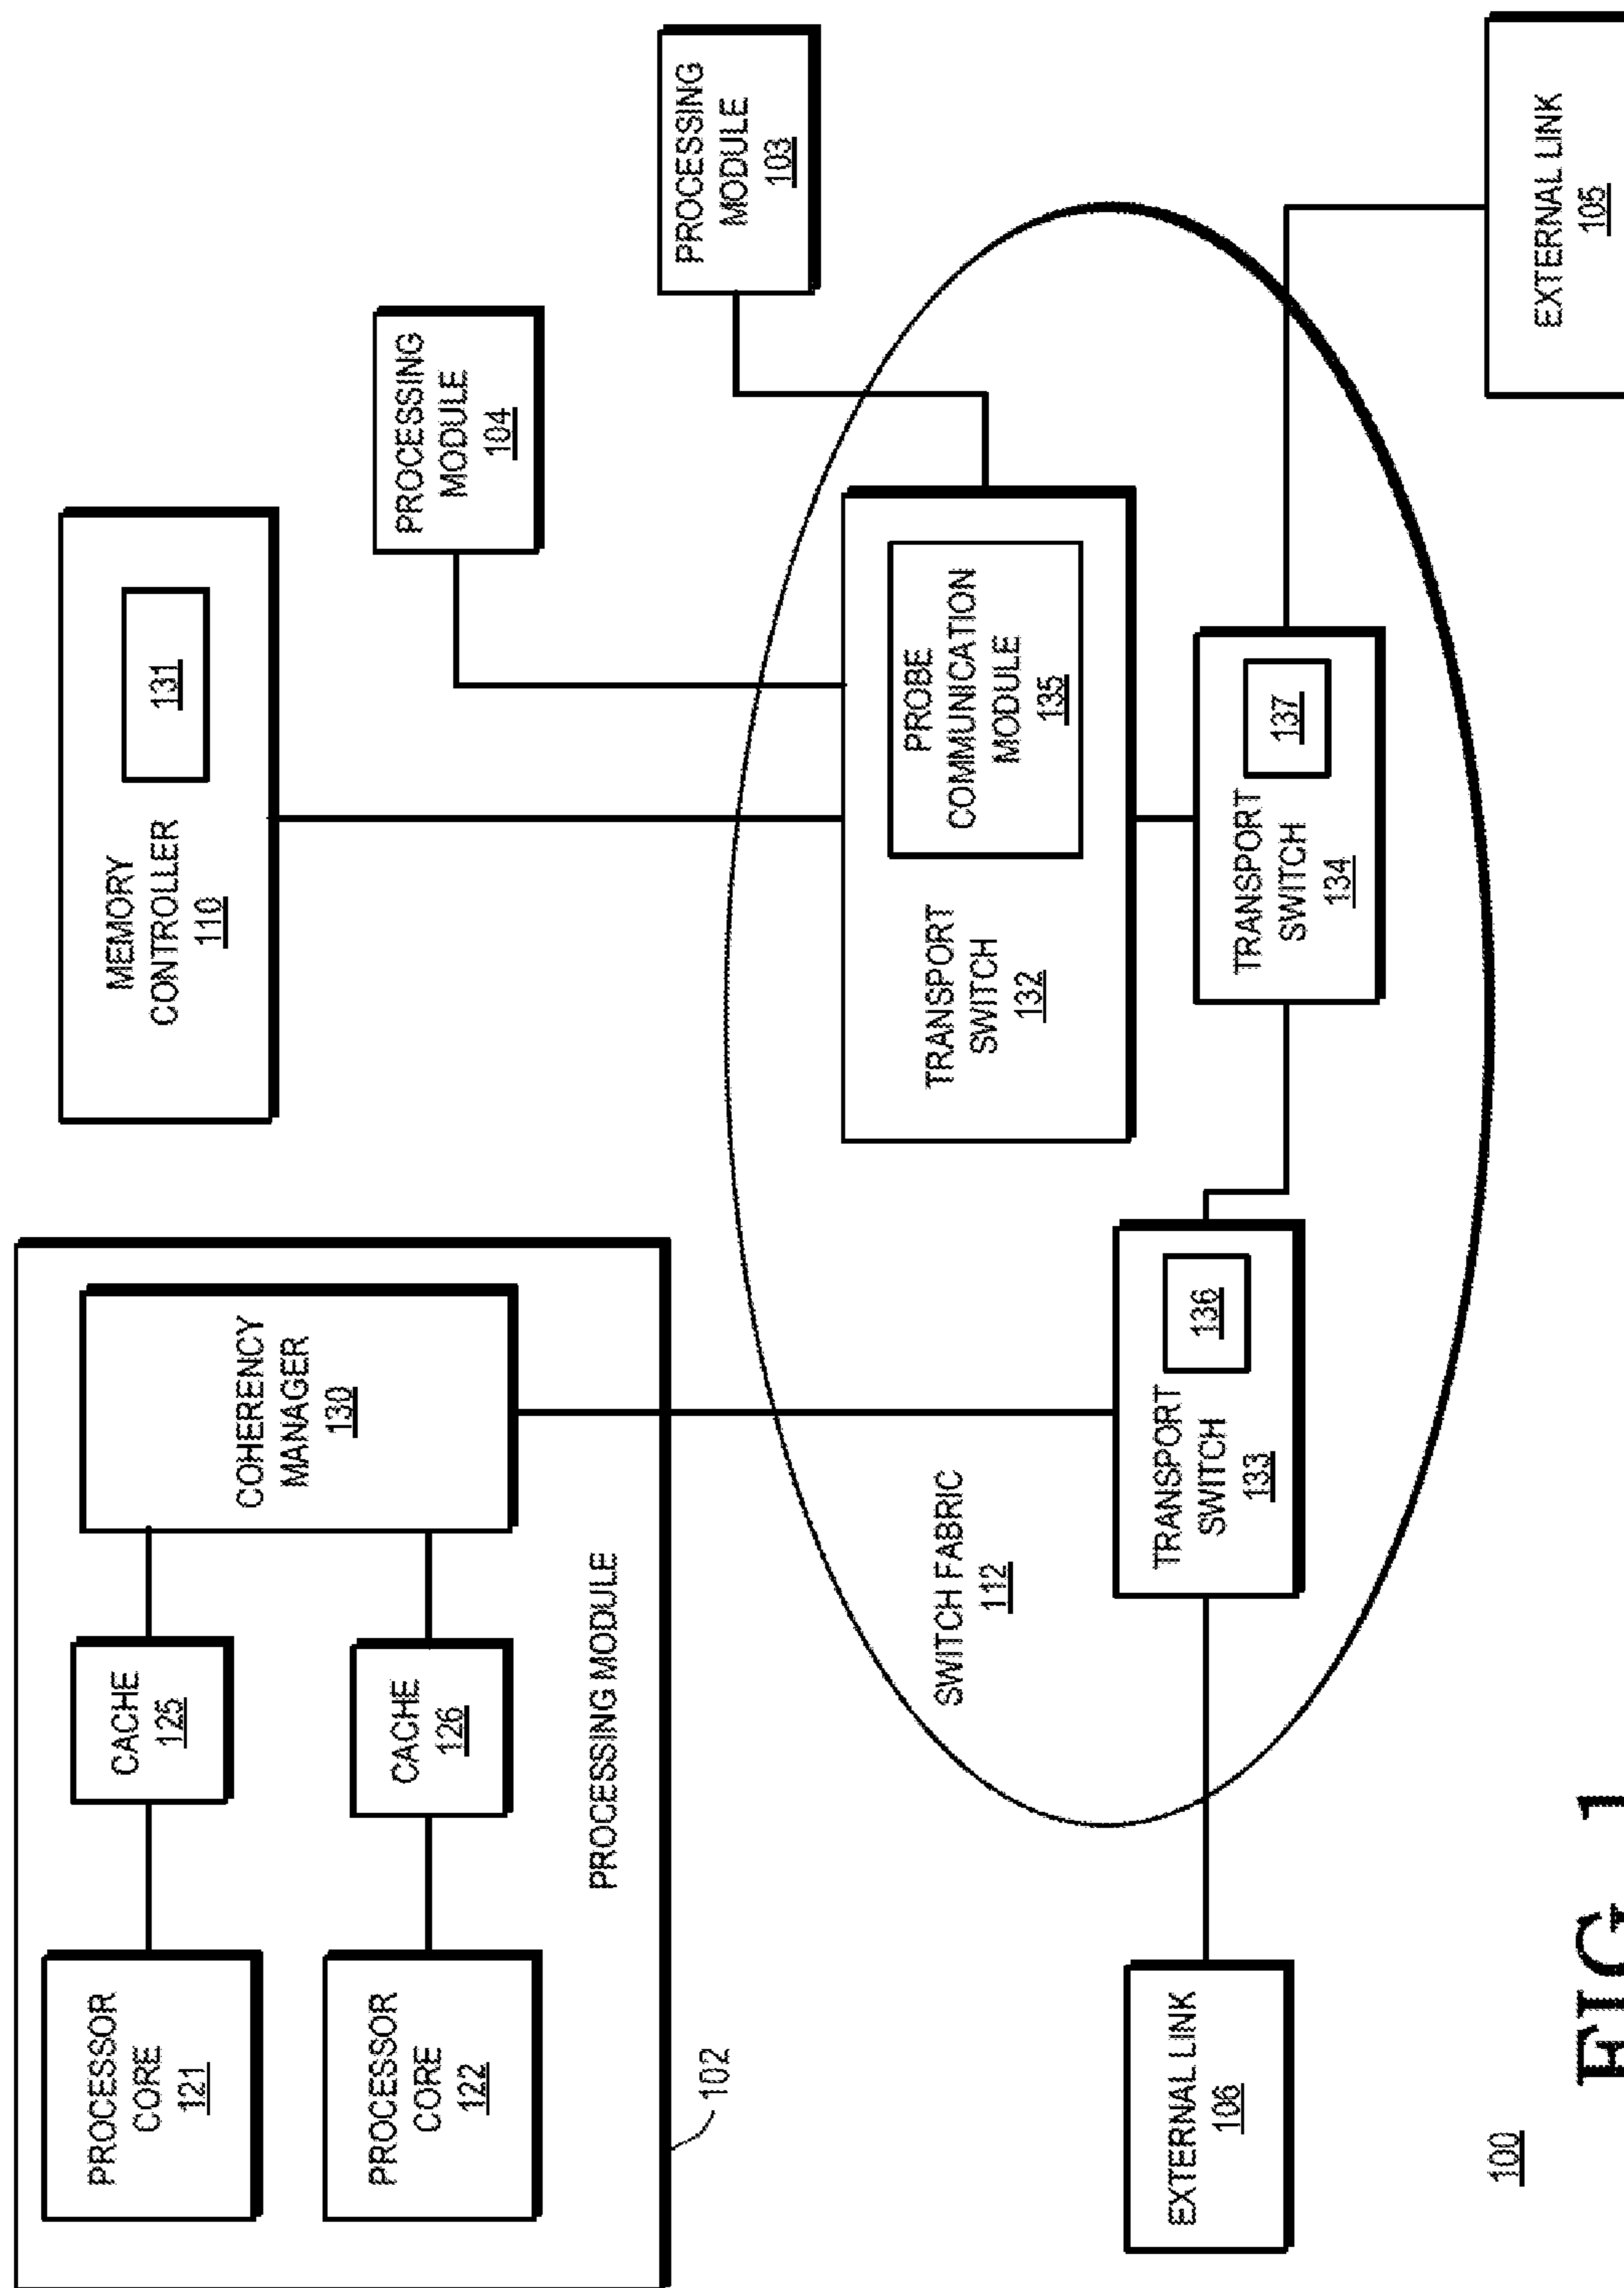 PROCESSOR
CORE
121
CACHE
125
COHERENCY
MANAGER
130
PROCESSOR
CORE
122
CACHE
126
PROCESSING MODULE
102
MEMORY
CONTROLLER
110
131
PROCESSING
MODULE
104
PROCESSING
MODULE
103
SWITCH FABRIC
112
TRANSPORT
SWITCH
132
PROBE
COMMUNICATION
MODULE
135
TRANSPORT
SWITCH
133
136
TRANSPORT
SWITCH
134
137
EXTERNAL LINK
106
EXTERNAL LINK
105
100
FIG. 1